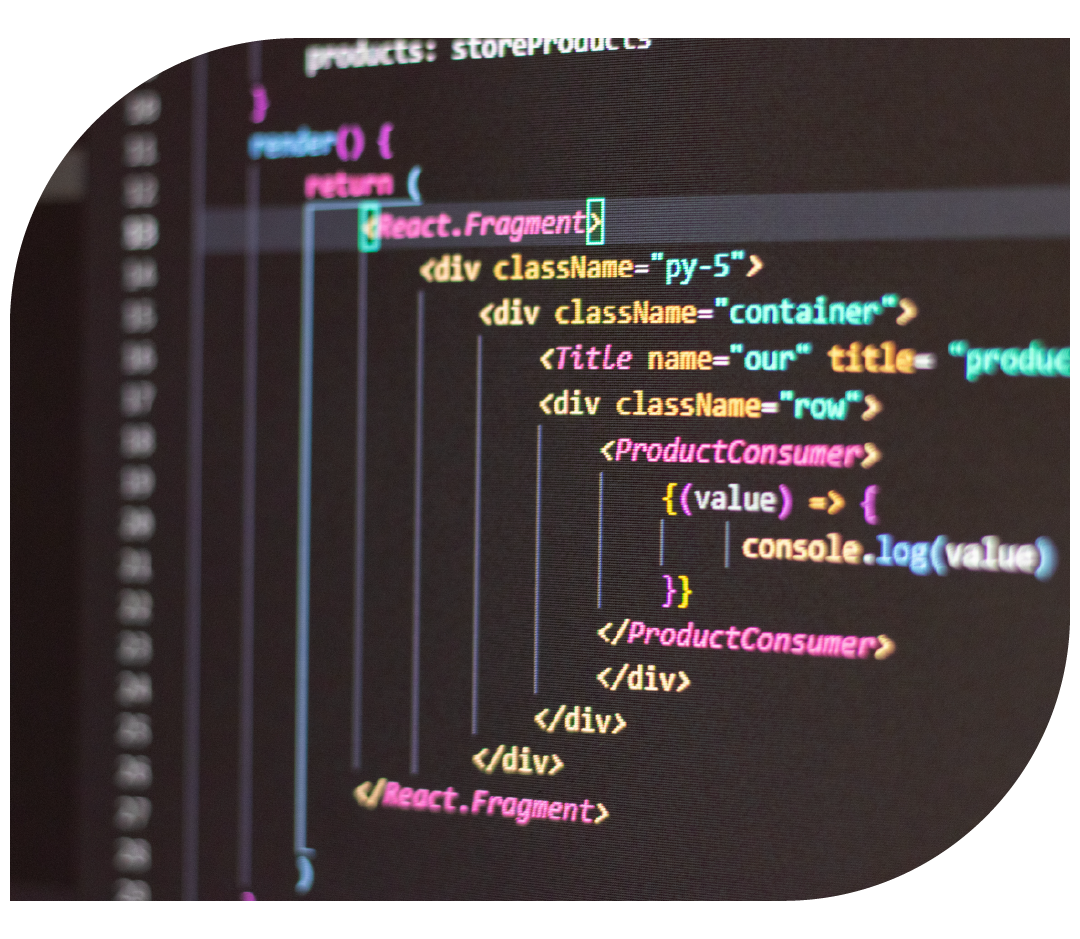 products: storeProducts
}
render() {
return (
<React.Fragment>
<div className="py-5">
<div className="container">
<Title name="our" title= "produc
<div className="row">
<ProductConsumer>
{(value) => {
console.log(value)
}}
</ProductConsumer>
</div>
</div>
</div>
</React.Fragment>
)
}